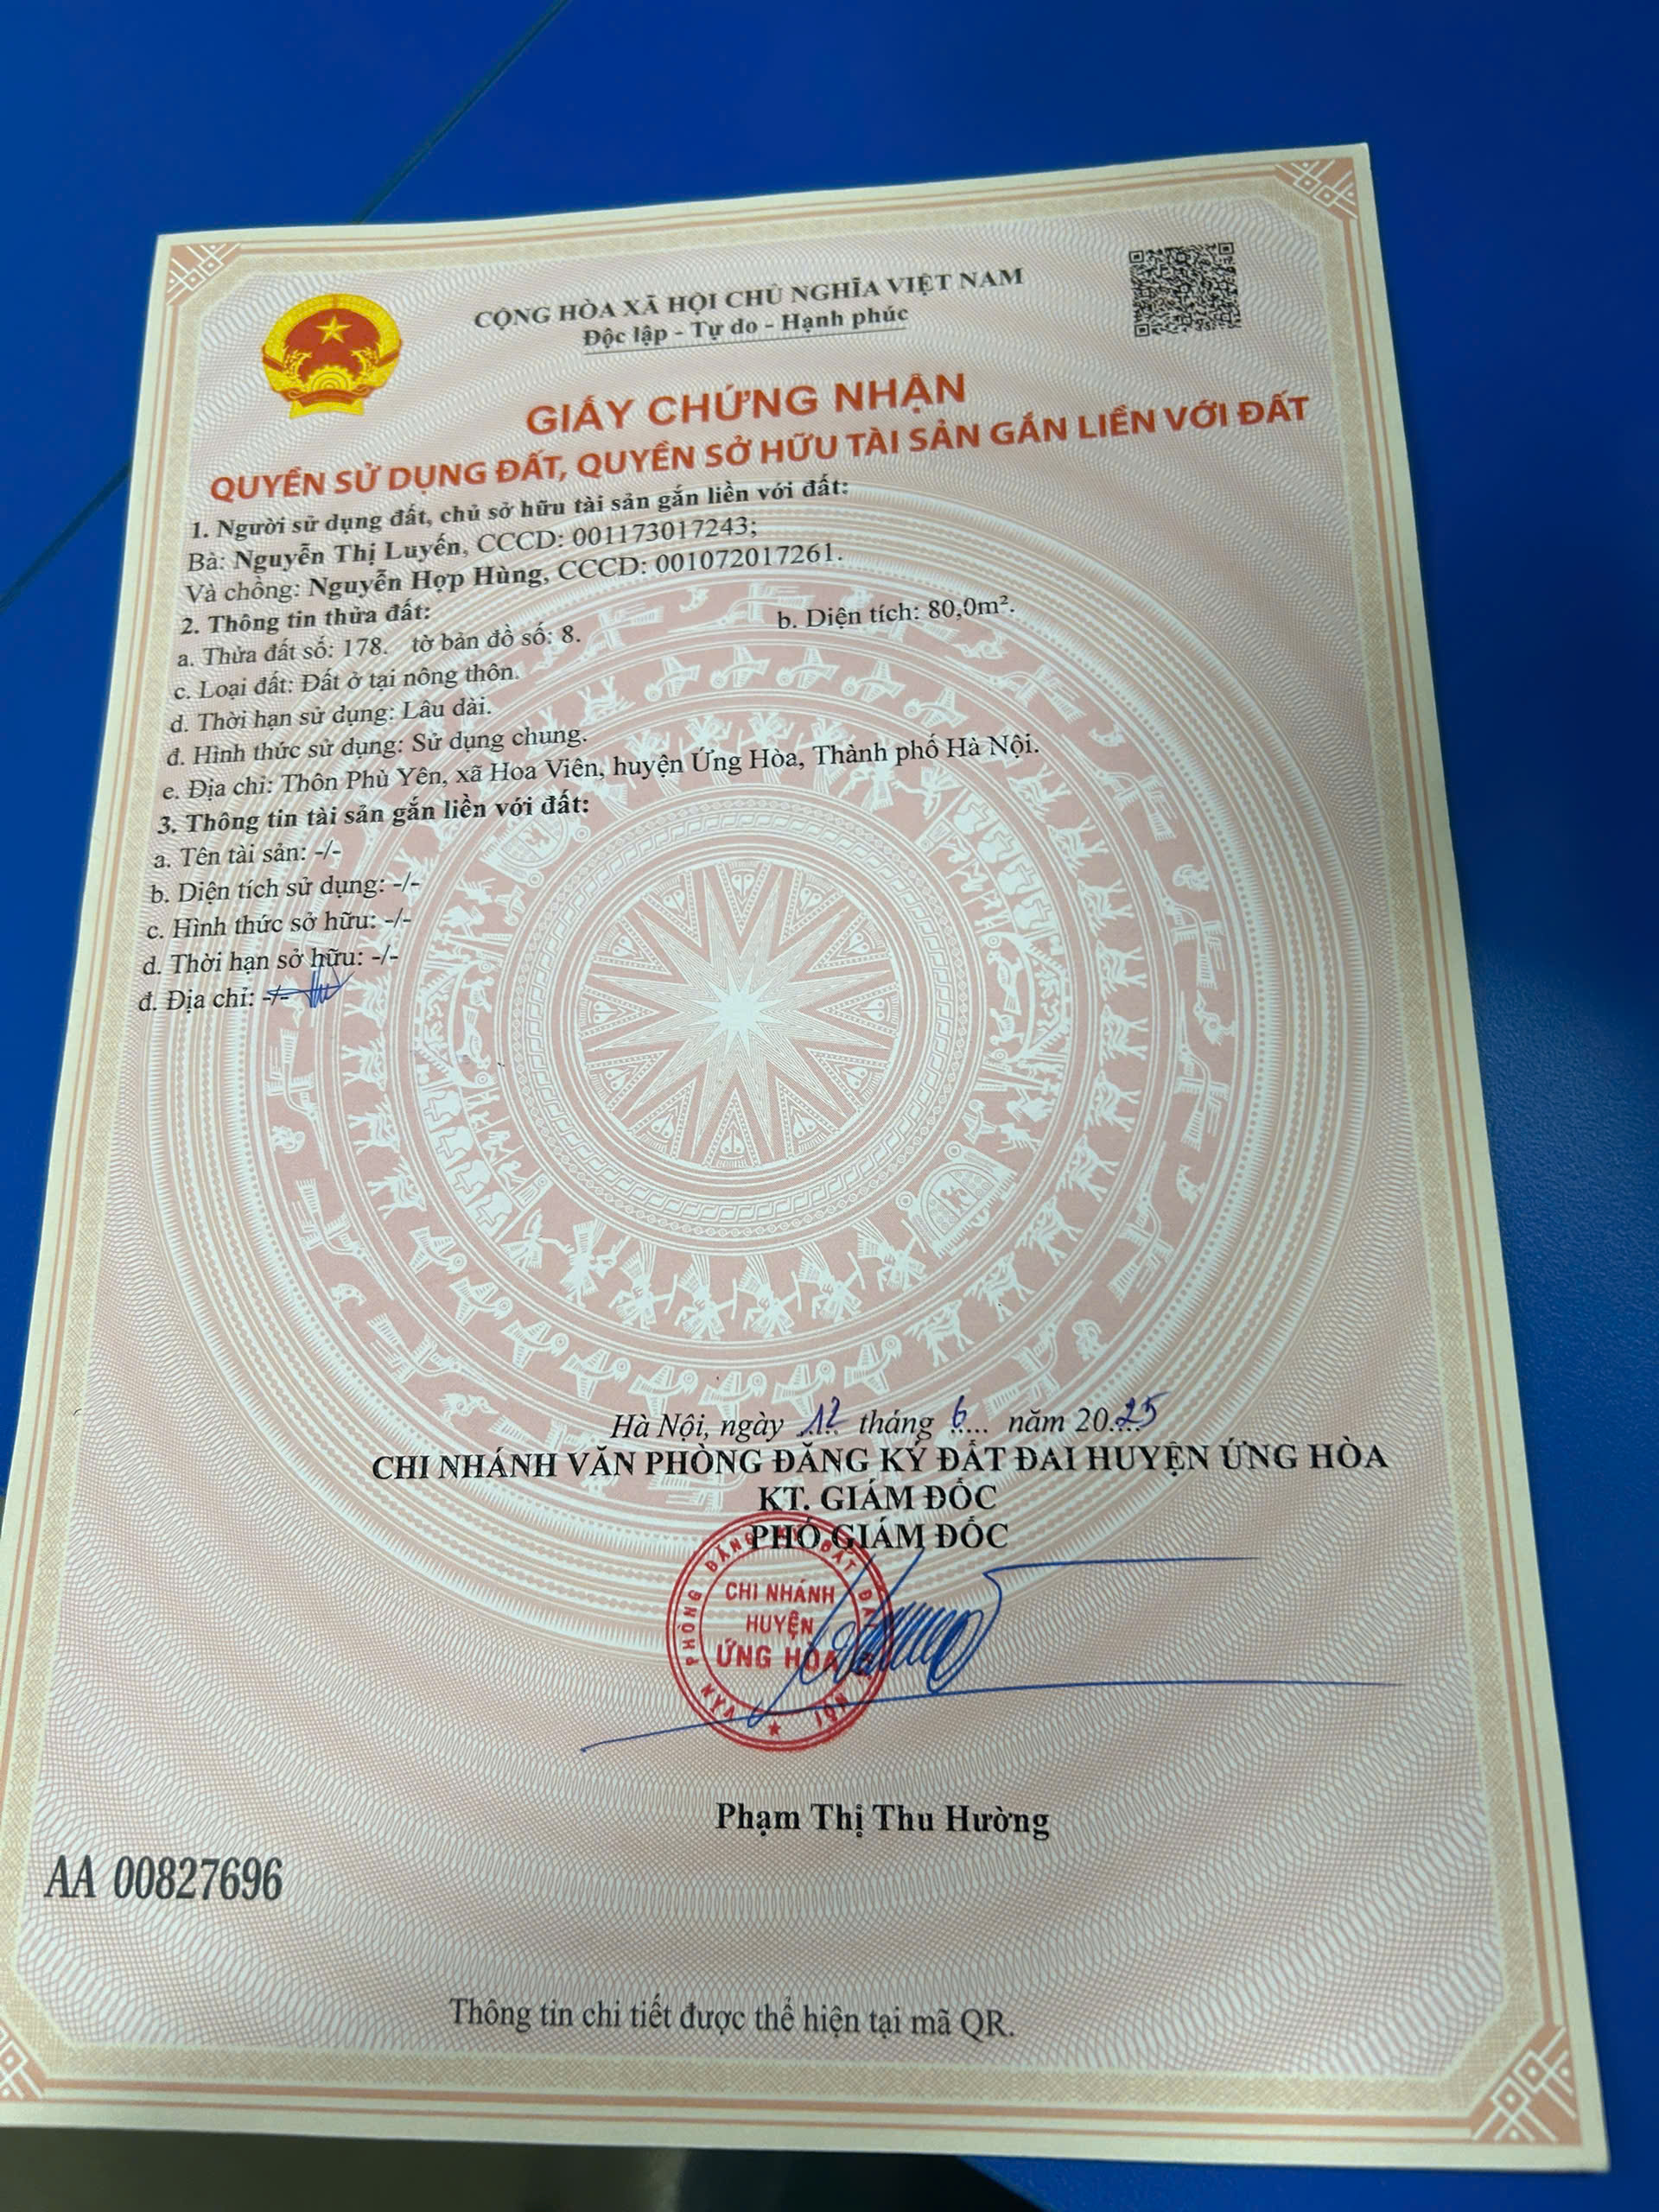 CỘNG HÒA XÃ HỘI CHỦ NGHĨA VIỆT NAM
Độc lập - Tự do - Hạnh phúc
GIẤY CHỨNG NHẬN
QUYỀN SỬ DỤNG ĐẤT, QUYỀN SỞ HỮU TÀI SẢN GẮN LIỀN VỚI ĐẤT
1. Người sử dụng đất, chủ sở hữu tài sản gắn liền với đất:
Bà: Nguyễn Thị Luyến, CCCD: 001173017243;
Và chồng: Nguyễn Hợp Hùng, CCCD: 001072017261.
2. Thông tin thửa đất:
a. Thửa đất số: 178. tờ bản đồ số: 8. b. Diện tích: 80,0m².
c. Loại đất: Đất ở tại nông thôn.
d. Thời hạn sử dụng: Lâu dài.
đ. Hình thức sử dụng: Sử dụng chung.
e. Địa chỉ: Thôn Phù Yên, xã Hoa Viên, huyện Ứng Hòa, Thành phố Hà Nội.
3. Thông tin tài sản gắn liền với đất:
a. Tên tài sản: -/-
b. Diện tích sử dụng: -/-
c. Hình thức sở hữu: -/-
d. Thời hạn sở hữu: -/-
đ. Địa chỉ: -/-
Hà Nội, ngày 12 tháng 6 năm 2025
CHI NHÁNH VĂN PHÒNG ĐĂNG KÝ ĐẤT ĐAI HUYỆN ỨNG HÒA
KT. GIÁM ĐỐC
PHÓ GIÁM ĐỐC
VĂN PHÒNG ĐĂNG KÝ ĐẤT ĐAI HÀ NỘI
CHI NHÁNH
HUYỆN
ỨNG HÒA
Phạm Thị Thu Hường
AA 00827696
Thông tin chi tiết được thể hiện tại mã QR.